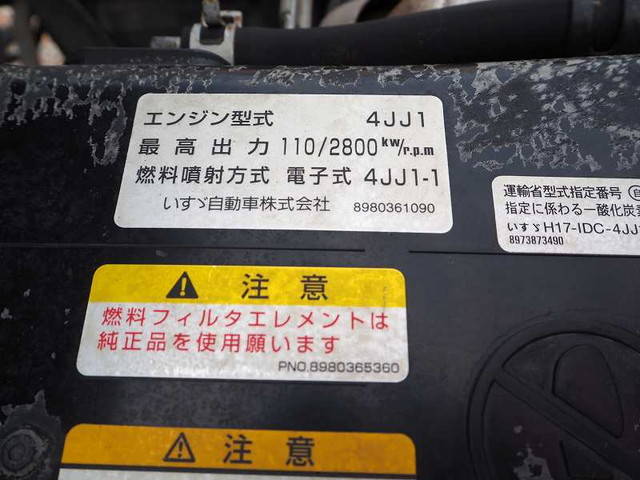 エンジン型式 4JJ1
最高出力 110/2800kw/r.p.m
燃料噴射方式 電子式 4JJ1-1
いすゞ自動車株式会社 8980361090
運輸省型式指定番号
指定に係わる一酸化炭素
いすゞH17-IDC-4JJ
8973873490
注意
燃料フィルタエレメントは
純正品を使用願います
PNO.8980365360
注意